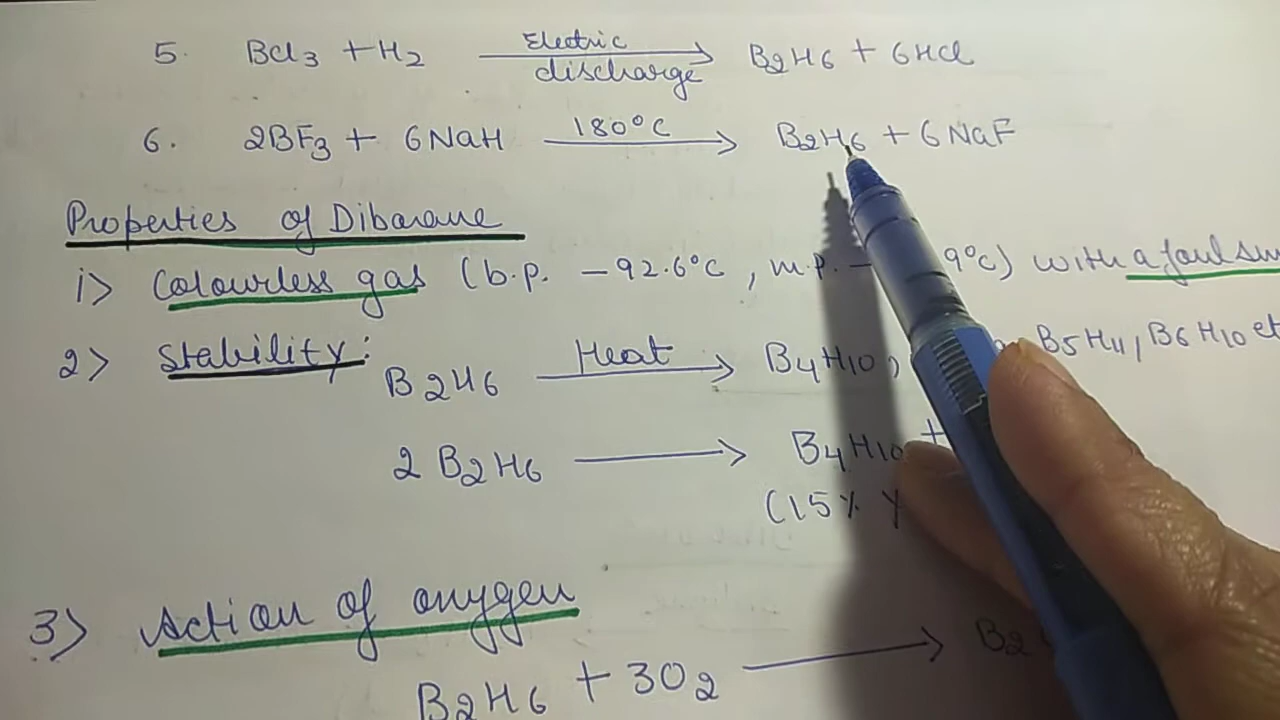 5. BCl3 + H2 Electric discharge → B2H6 + 6HCl
6. 2BF3 + 6NaH 180°C → B2H6 + 6NaF
Properties of Diborane
1) Colourless gas (b.p. -92.6°C, m.p. - 9°C) with a foul
2) Stability:
B2H6 Heat → B4H10, B5H11, B6H10 et
2 B2H6 → B4H10 +
(15% y
3) Action of oxygen
B2H6 + 3O2 → B2